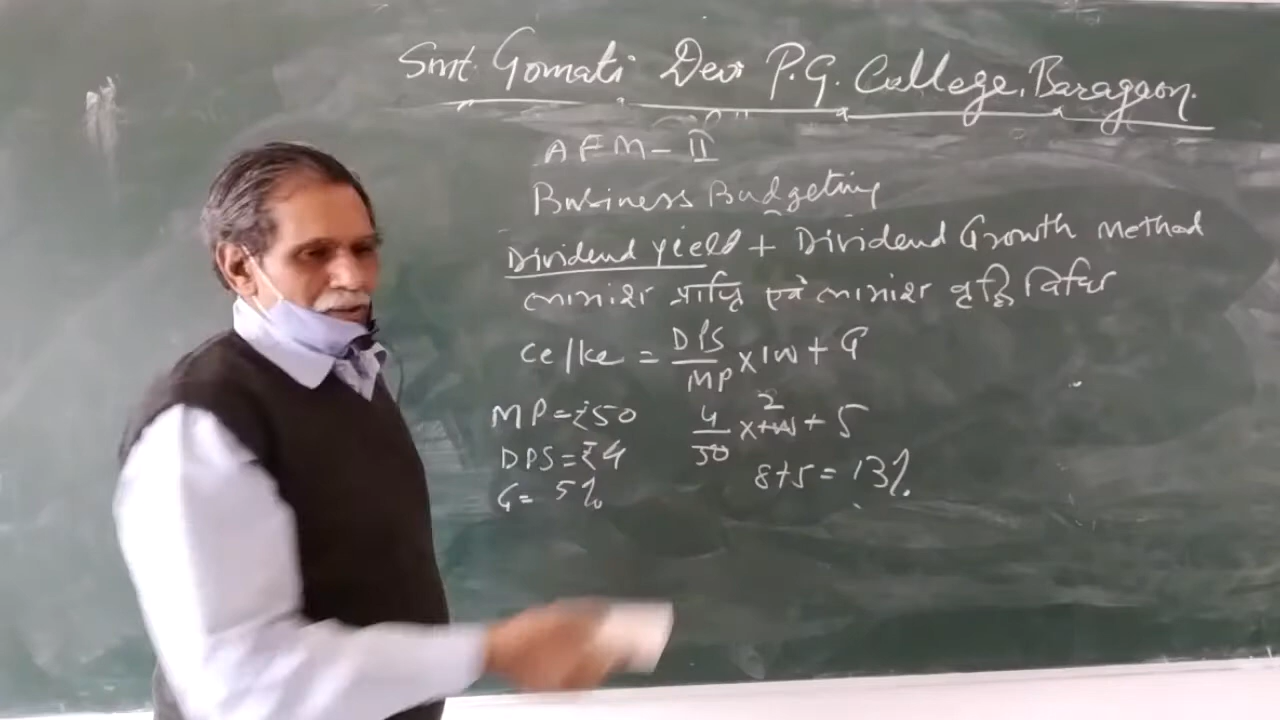 Smt. Gomati Devi P.G. College, Baragaon.
AFM-II
Business Budgeting
Dividend Yield + Dividend Growth Method
लाभांश प्राप्ति एवं लाभांश वृद्धि विधि
Ce/ke = DPS/MP × 100 + G
MP = ₹50
4/50 × 100 2 + 5
DPS = ₹4
8+5 = 13%
G = 5%